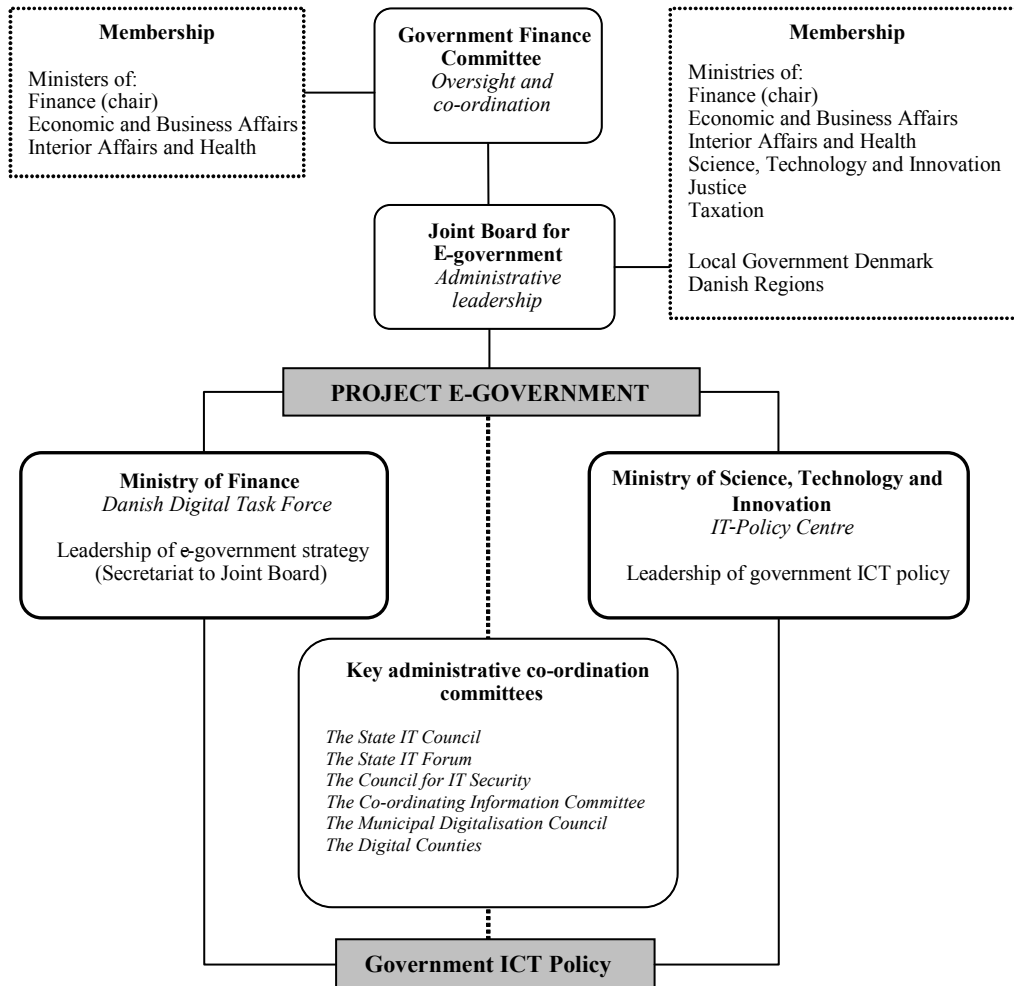 Membership
Ministers of:
Finance (chair)
Economic and Business Affairs
Interior Affairs and Health
Government Finance
Committee
Oversight and
co-ordination
Membership
Ministries of:
Finance (chair)
Economic and Business Affairs
Interior Affairs and Health
Science, Technology and Innovation
Justice
Taxation
Local Government Denmark
Danish Regions
Joint Board for
E-government
Administrative
leadership
PROJECT E-GOVERNMENT
Ministry of Finance
Danish Digital Task Force
Leadership of e-government strategy
(Secretariat to Joint Board)
Ministry of Science, Technology and
Innovation
IT-Policy Centre
Leadership of government ICT policy
Key administrative co-ordination
committees
The State IT Council
The State IT Forum
The Council for IT Security
The Co-ordinating Information Committee
The Municipal Digitalisation Council
The Digital Counties
Government ICT Policy